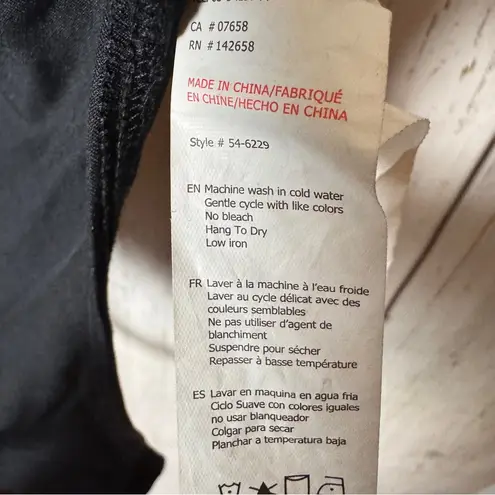 CA # 07658
RN # 142658
MADE IN CHINA/FABRIQUÉ
EN CHINE/HECHO EN CHINA
Style # 54-6229
EN Machine wash in cold water
Gentle cycle with like colors
No bleach
Hang To Dry
Low iron
FR Laver à la machine à l'eau froide
Laver au cycle délicat avec des
couleurs semblables
Ne pas utiliser d'agent de
blanchiment
Suspendre pour sécher
Repasser à basse température
ES Lavar en maquina en agua fria
Ciclo Suave con colores iguales
no usar blanqueador
Colgar para secar
Planchar a temperatura baja